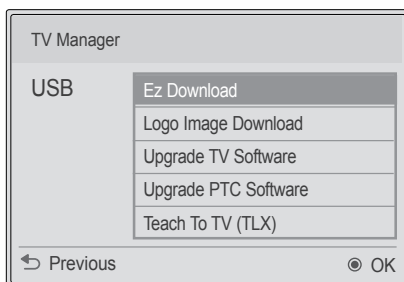 TV Manager
USB
Ez Download
Logo Image Download
Upgrade TV Software
Upgrade PTC Software
Teach To TV (TLX)
Previous
OK